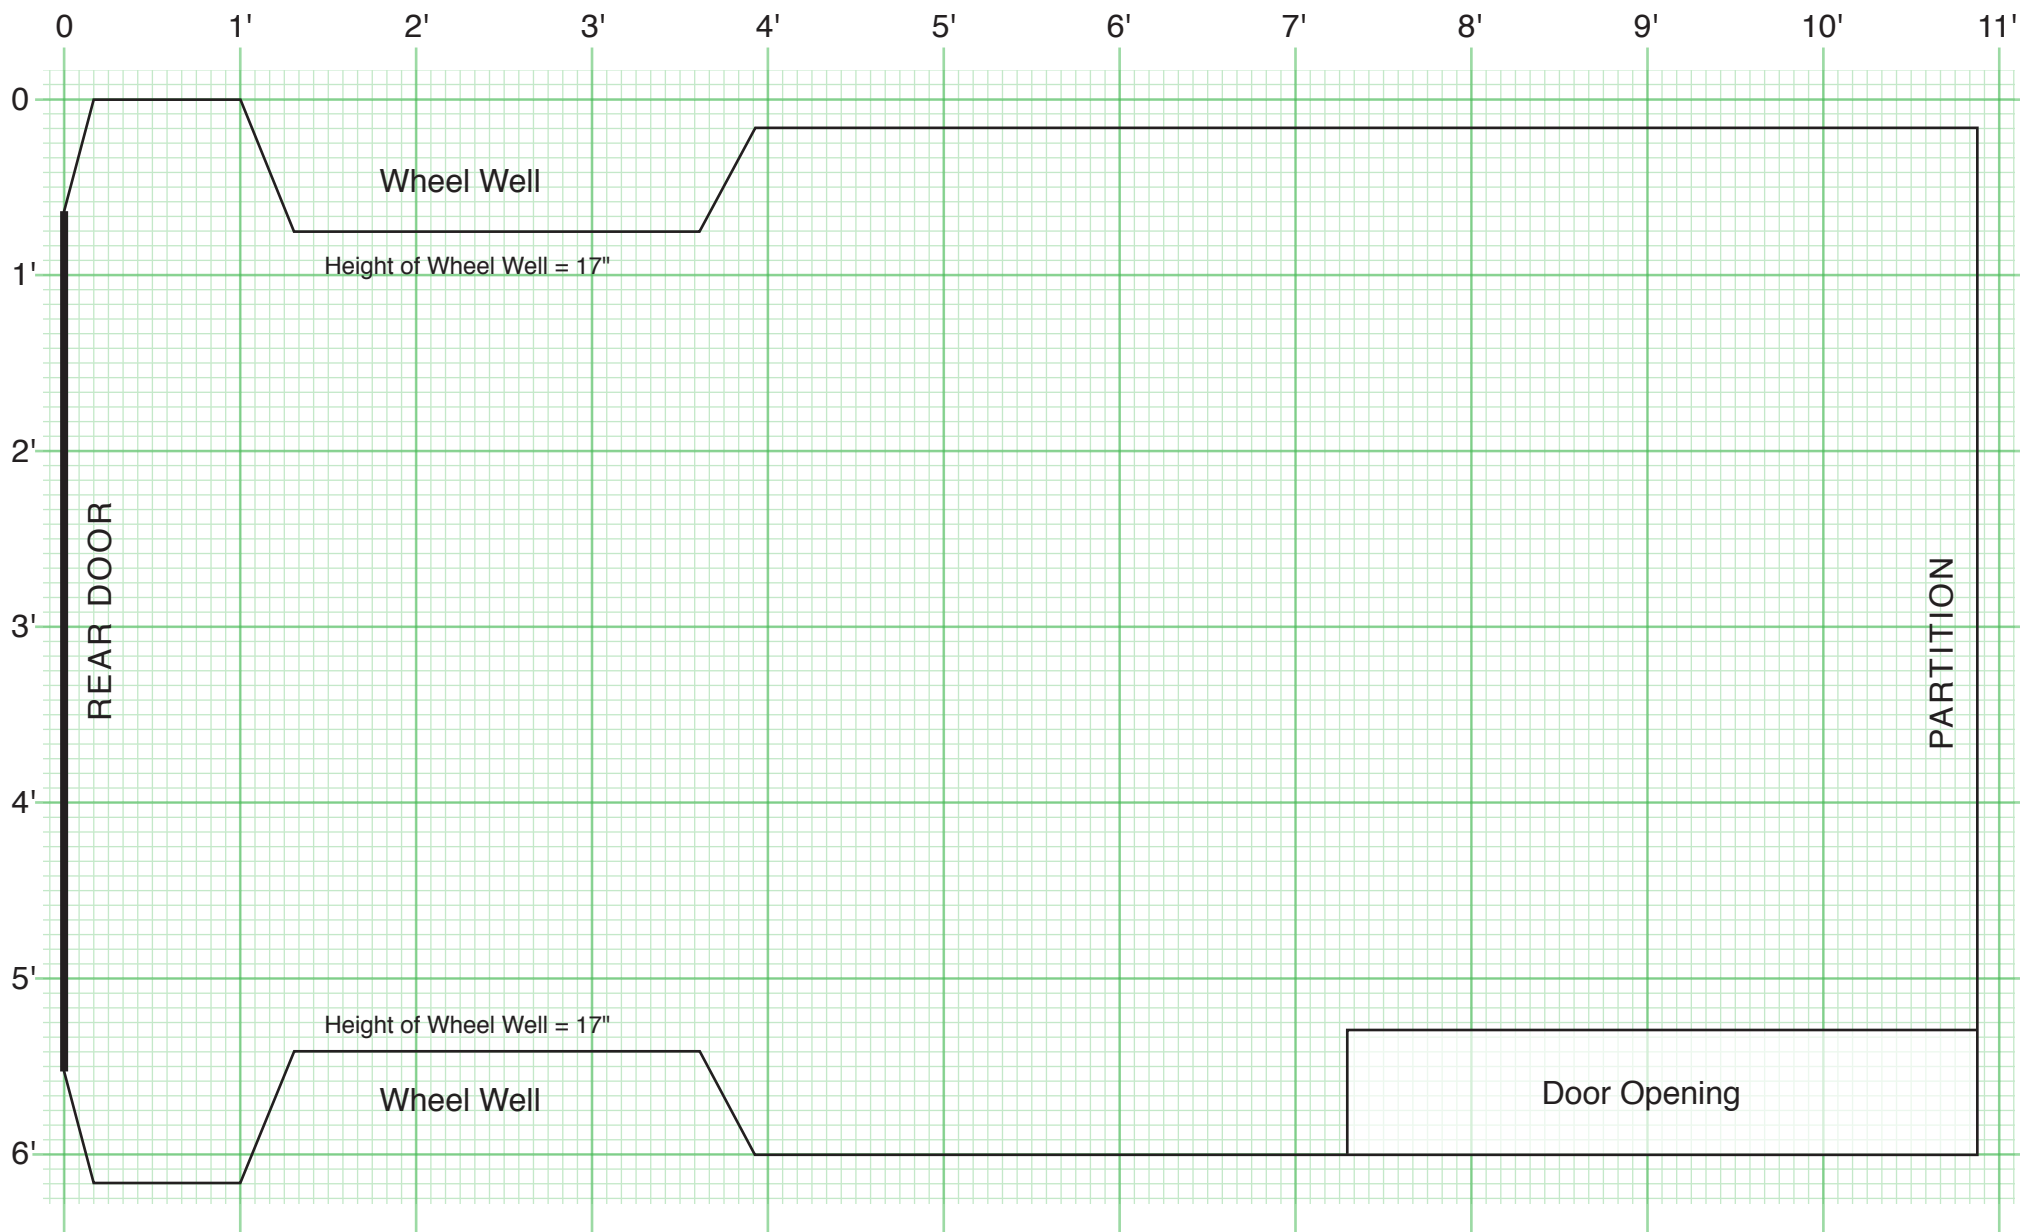 0 1' 2' 3' 4' 5' 6' 7' 8' 9' 10' 11'
0
Wheel Well
Height of Wheel Well = 17"
1'
2'
REAR DOOR
PARTITION
3'
4'
5'
Height of Wheel Well = 17"
Wheel Well
Door Opening
6'